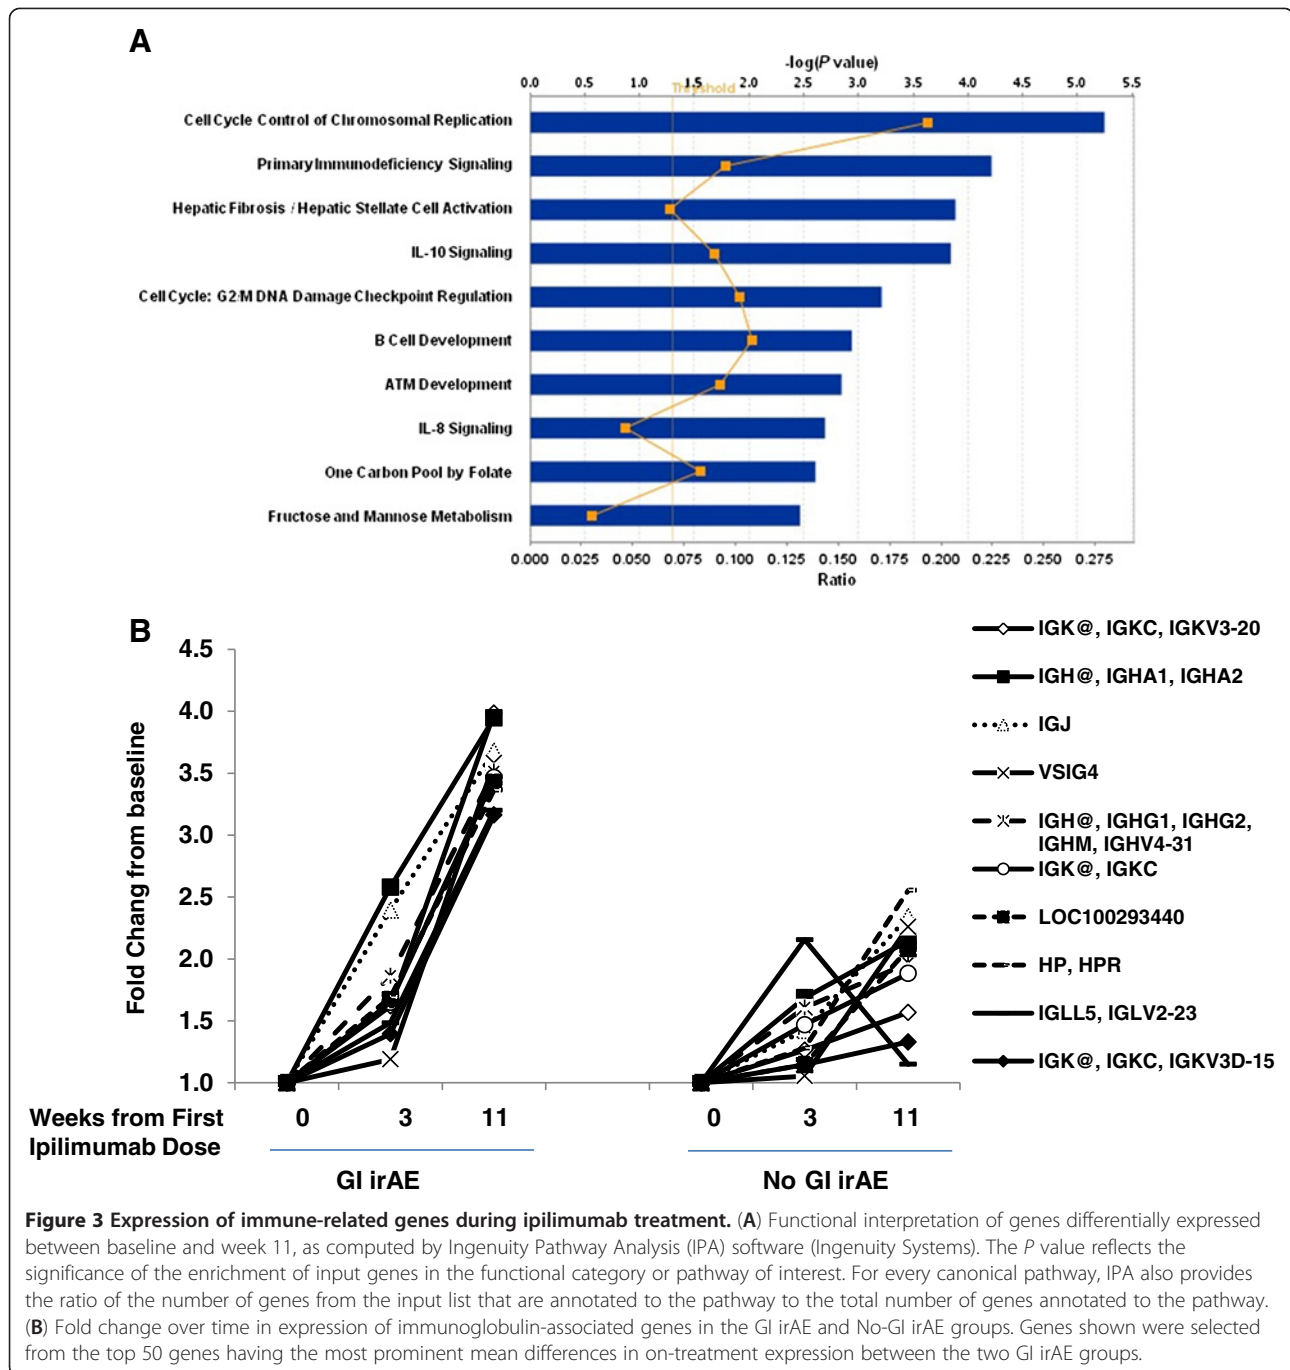 A
-log(P value)
0.0 0.5 1.0 1.5 2.0 2.5 3.0 3.5 4.0 4.5 5.0 5.5
Threshold
Cell Cycle Control of Chromosomal Replication
Primary Immunodeficiency Signaling
Hepatic Fibrosis / Hepatic Stellate Cell Activation
IL-10 Signaling
Cell Cycle: G2/M DNA Damage Checkpoint Regulation
B Cell Development
ATM Development
IL-8 Signaling
One Carbon Pool by Folate
Fructose and Mannose Metabolism
0.000 0.025 0.050 0.075 0.100 0.125 0.150 0.175 0.200 0.225 0.250 0.275
Ratio
B
Fold Chang from baseline
4.5
4.0
3.5
3.0
2.5
2.0
1.5
1.0
IGK@, IGKC, IGKV3-20
IGH@, IGHA1, IGHA2
IGJ
VSIG4
IGH@, IGHG1, IGHG2,
IGHM, IGHV4-31
IGK@, IGKC
LOC100293440
HP, HPR
IGLL5, IGLV2-23
IGK@, IGKC, IGKV3D-15
Weeks from First
Ipilimumab Dose
0 3 11 0 3 11
GI irAE No GI irAE
Figure 3 Expression of immune-related genes during ipilimumab treatment. (A) Functional interpretation of genes differentially expressed
between baseline and week 11, as computed by Ingenuity Pathway Analysis (IPA) software (Ingenuity Systems). The P value reflects the
significance of the enrichment of input genes in the functional category or pathway of interest. For every canonical pathway, IPA also provides
the ratio of the number of genes from the input list that are annotated to the pathway to the total number of genes annotated to the pathway.
(B) Fold change over time in expression of immunoglobulin-associated genes in the GI irAE and No-GI irAE groups. Genes shown were selected
from the top 50 genes having the most prominent mean differences in on-treatment expression between the two GI irAE groups.